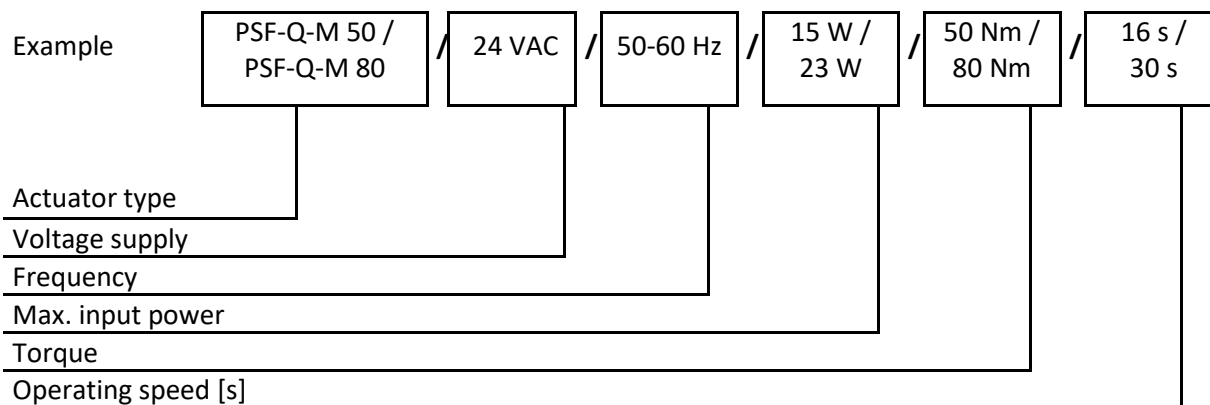 Example
PSF-Q-M 50 /
PSF-Q-M 80
/
24 VAC
/
50-60 Hz
/
15 W /
23 W
/
50 Nm /
80 Nm
/
16 s /
30 s
Actuator type
Voltage supply
Frequency
Max. input power
Torque
Operating speed [s]